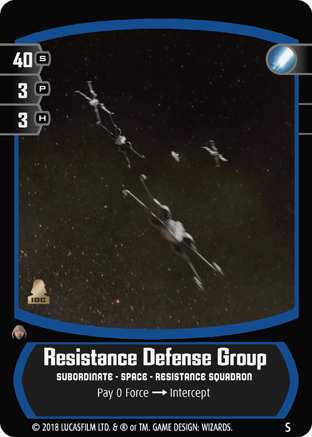 40 S
3 P
3 H
IDC
Resistance Defense Group
SUBORDINATE - SPACE - RESISTANCE SQUADRON
Pay 0 Force → Intercept
© 2018 LUCASFILM LTD. & ® or TM. GAME DESIGN: WIZARDS. S